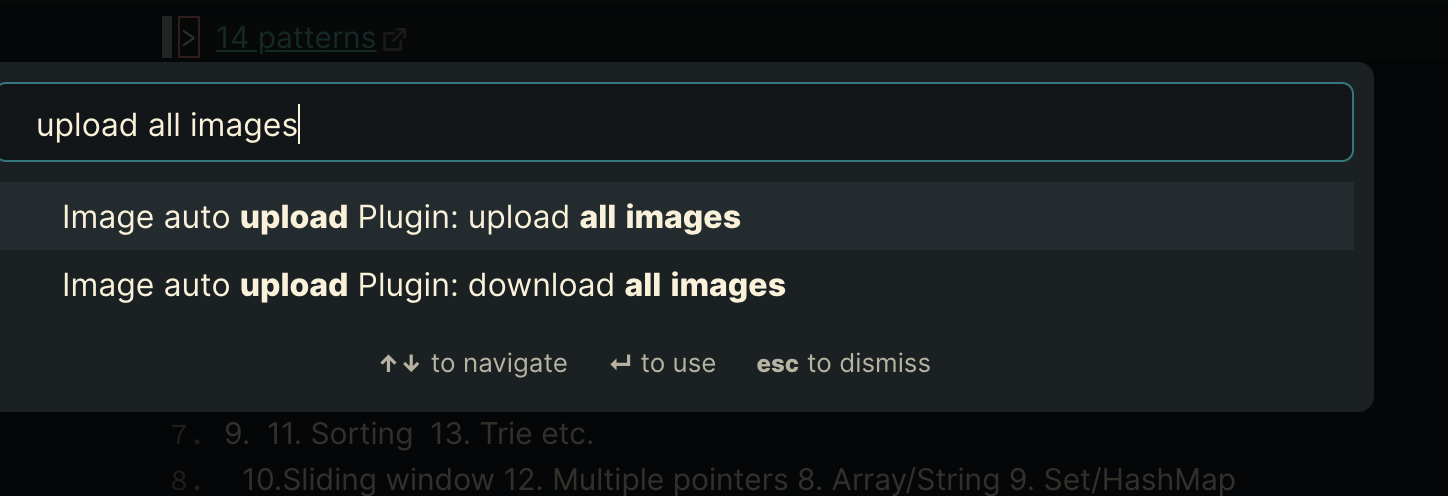 > 14 patterns
upload all images
Image auto upload Plugin: upload all images
Image auto upload Plugin: download all images
↑↓ to navigate ↵ to use esc to dismiss
7. 9. 11. Sorting 13. Trie etc.
8. 10.Sliding window 12. Multiple pointers 8. Array/String 9. Set/HashMap